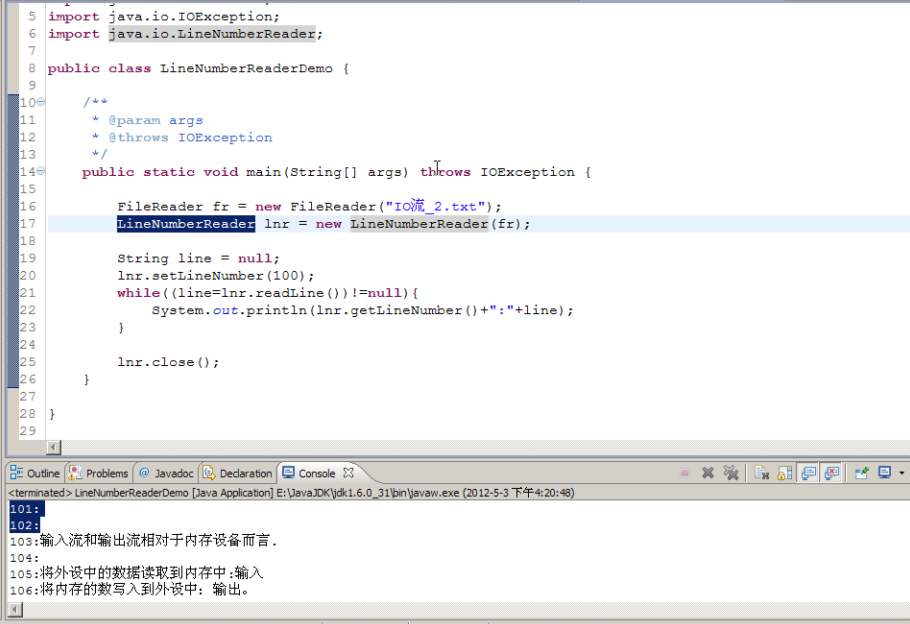 5 import java.io.IOException;
6 import java.io.LineNumberReader;
7
8 public class LineNumberReaderDemo {
9
10 /**
11 * @param args
12 * @throws IOException
13 */
14 public static void main(String[] args) throws IOException {
15
16 FileReader fr = new FileReader("IO流_2.txt");
17 LineNumberReader lnr = new LineNumberReader(fr);
18
19 String line = null;
20 lnr.setLineNumber(100);
21 while((line=lnr.readLine())!=null){
22 System.out.println(lnr.getLineNumber()+":"+line);
23 }
24
25 lnr.close();
26 }
27
28 }
29
Outline Problems @ Javadoc Declaration Console
<terminated> LineNumberReaderDemo [Java Application] E:\JavaJDK\jdk1.6.0_31\bin\javaw.exe (2012-5-3 下午4:20:48)
101:
102:
103:输入流和输出流相对于内存设备而言.
104:
105:将外设中的数据读取到内存中:输入
106:将内存的数写入到外设中：输出。